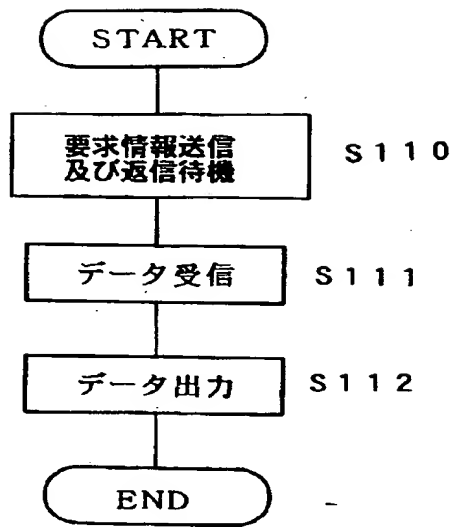 START
要求情報送信
及び返信待機
S110
データ受信
S111
データ出力
S112
END